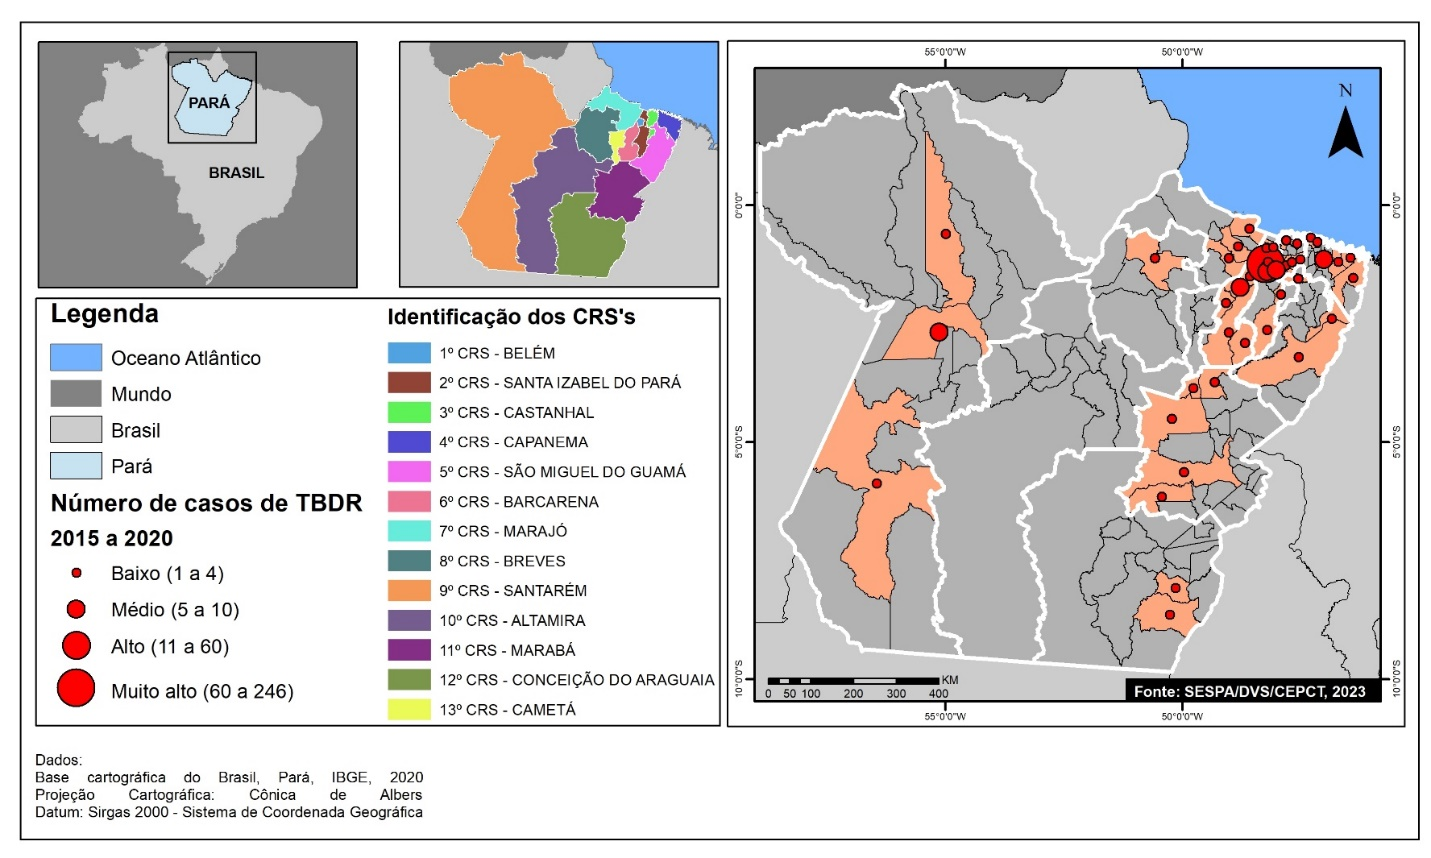 PARÁ
BRASIL
Legenda
Oceano Atlântico
Mundo
Brasil
Pará
Número de casos de TBDR
2015 a 2020
Baixo (1 a 4)
Médio (5 a 10)
Alto (11 a 60)
Muito alto (60 a 246)
Identificação dos CRS's
1º CRS - BELÉM
2º CRS - SANTA IZABEL DO PARÁ
3º CRS - CASTANHAL
4º CRS - CAPANEMA
5º CRS - SÃO MIGUEL DO GUAMÁ
6º CRS - BARCARENA
7º CRS - MARAJÓ
8º CRS - BREVES
9º CRS - SANTARÉM
10º CRS - ALTAMIRA
11º CRS - MARABÁ
12º CRS - CONCEIÇÃO DO ARAGUAIA
13º CRS - CAMETÁ
55°0'0"W 50°0'0"W
N
0°0'0" 0°0'0"
5°0'0"S 5°0'0"S
10°0'0"S 10°0'0"S
KM
0 50 100 200 300 400
Fonte: SESPA/DVS/CEPCT, 2023
55°0'0"W 50°0'0"W
Dados:
Base cartográfica do Brasil, Pará, IBGE, 2020
Projeção Cartográfica: Cônica de Albers
Datum: Sirgas 2000 - Sistema de Coordenada Geográfica